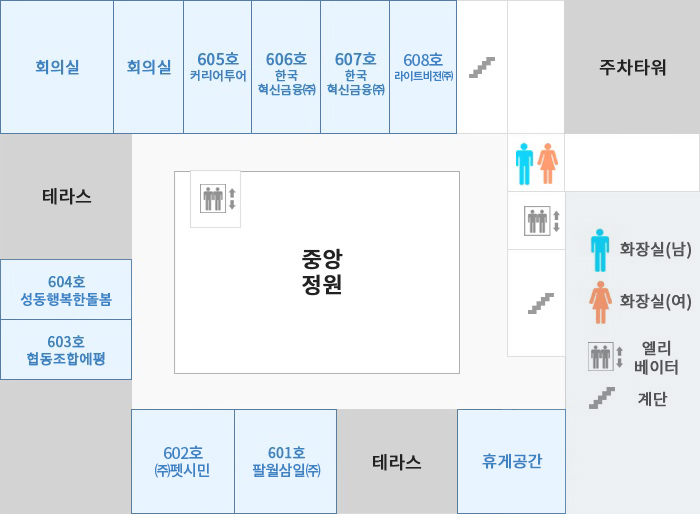 회의실
회의실
605호
커리어투어
606호
한국
혁신금융㈜
607호
한국
혁신금융㈜
608호
라이트비전㈜
주차타워
테라스
중앙
정원
604호
성동행복한돌봄
603호
협동조합에평
602호
㈜펫시민
601호
팔월삼일㈜
테라스
휴게공간
화장실(남)
화장실(여)
엘리
베이터
계단